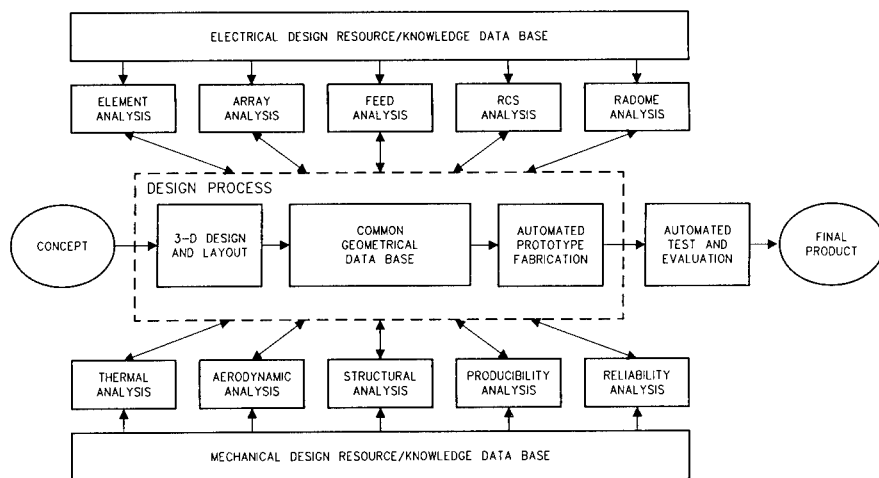 ELECTRICAL DESIGN RESOURCE/KNOWLEDGE DATA BASE
ELEMENT
ANALYSIS
ARRAY
ANALYSIS
FEED
ANALYSIS
RCS
ANALYSIS
RADOME
ANALYSIS
DESIGN PROCESS
CONCEPT
3-D DESIGN
AND LAYOUT
COMMON
GEOMETRICAL
DATA BASE
AUTOMATED
PROTOTYPE
FABRICATION
AUTOMATED
TEST AND
EVALUATION
FINAL
PRODUCT
THERMAL
ANALYSIS
AERODYNAMIC
ANALYSIS
STRUCTURAL
ANALYSIS
PRODUCIBILITY
ANALYSIS
RELIABILITY
ANALYSIS
MECHANICAL DESIGN RESOURCE/KNOWLEDGE DATA BASE